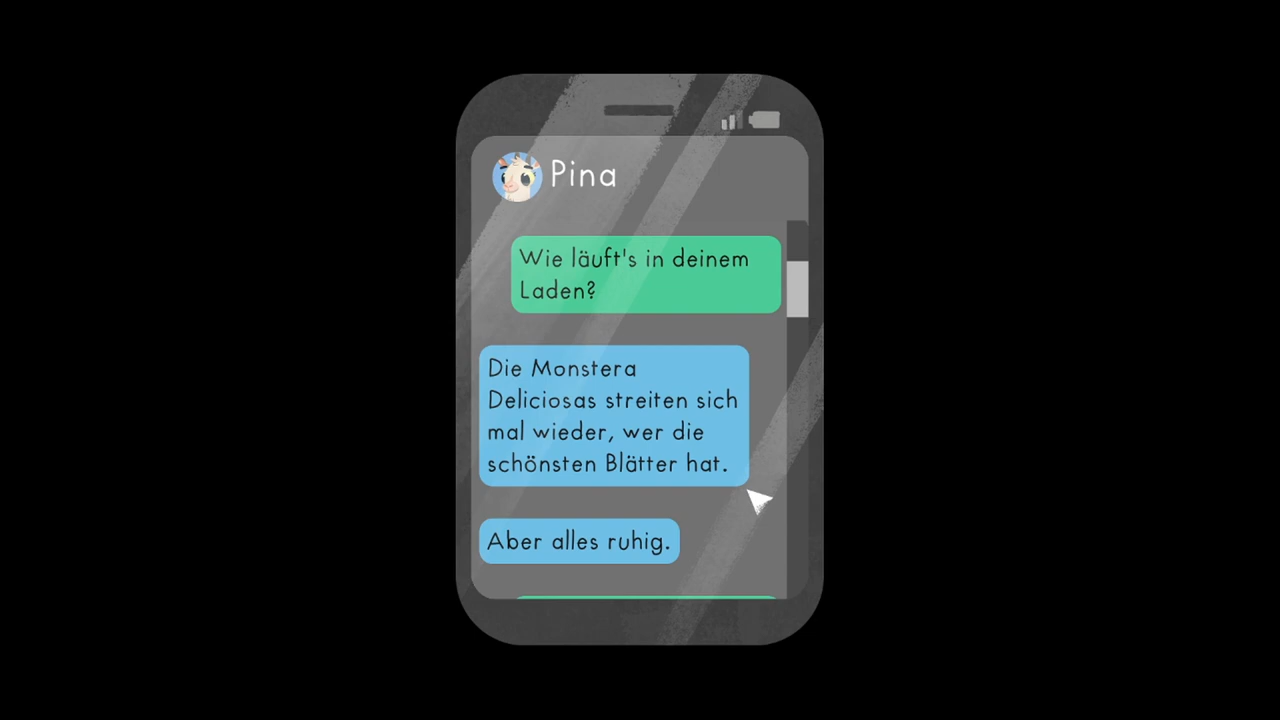 Pina
Wie läuft's in deinem
Laden?
Die Monstera
Deliciosas streiten sich
mal wieder, wer die
schönsten Blätter hat.
Aber alles ruhig.